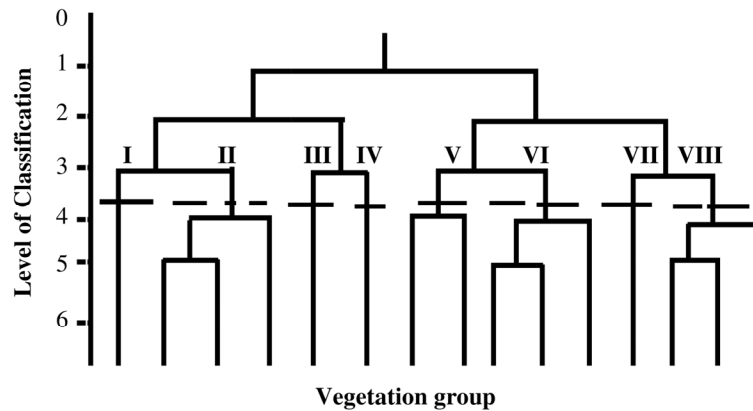 0
1
2
3
4
5
6
Level of Classification
I II III IV V VI VII VIII
Vegetation group